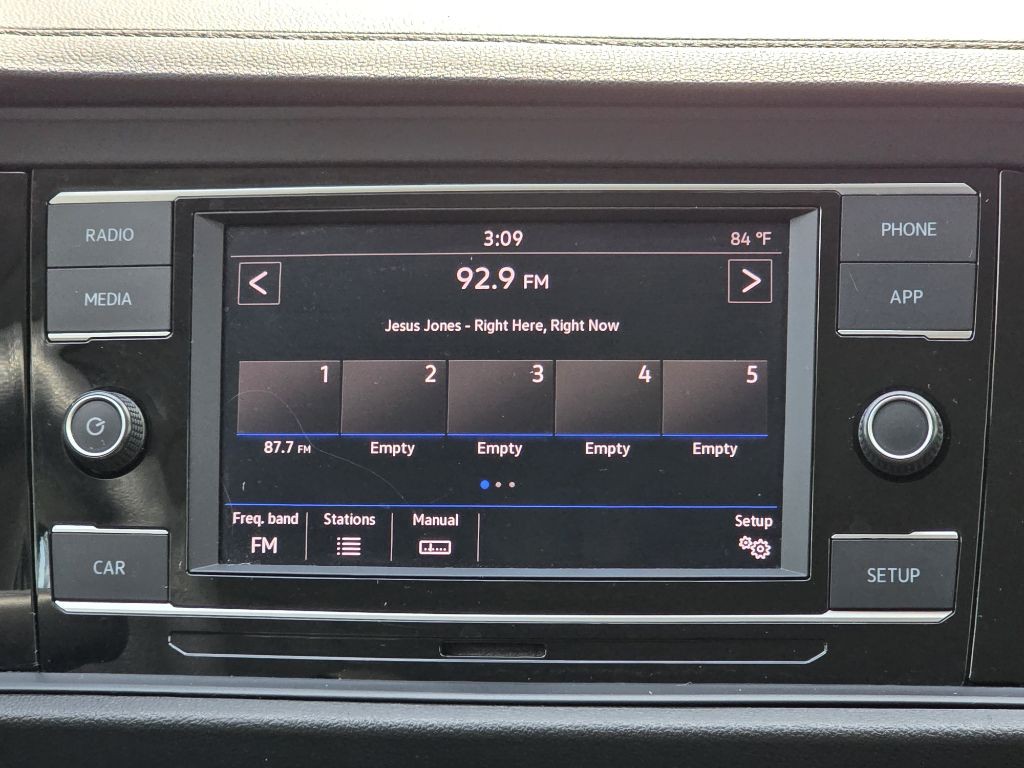 RADIO
MEDIA
3:09
84 °F
<
92.9 FM
>
Jesus Jones - Right Here, Right Now
1
2
3
4
5
87.7 FM
Empty
Empty
Empty
Empty
Freq. band
FM
Stations
Manual
Setup
PHONE
APP
CAR
SETUP